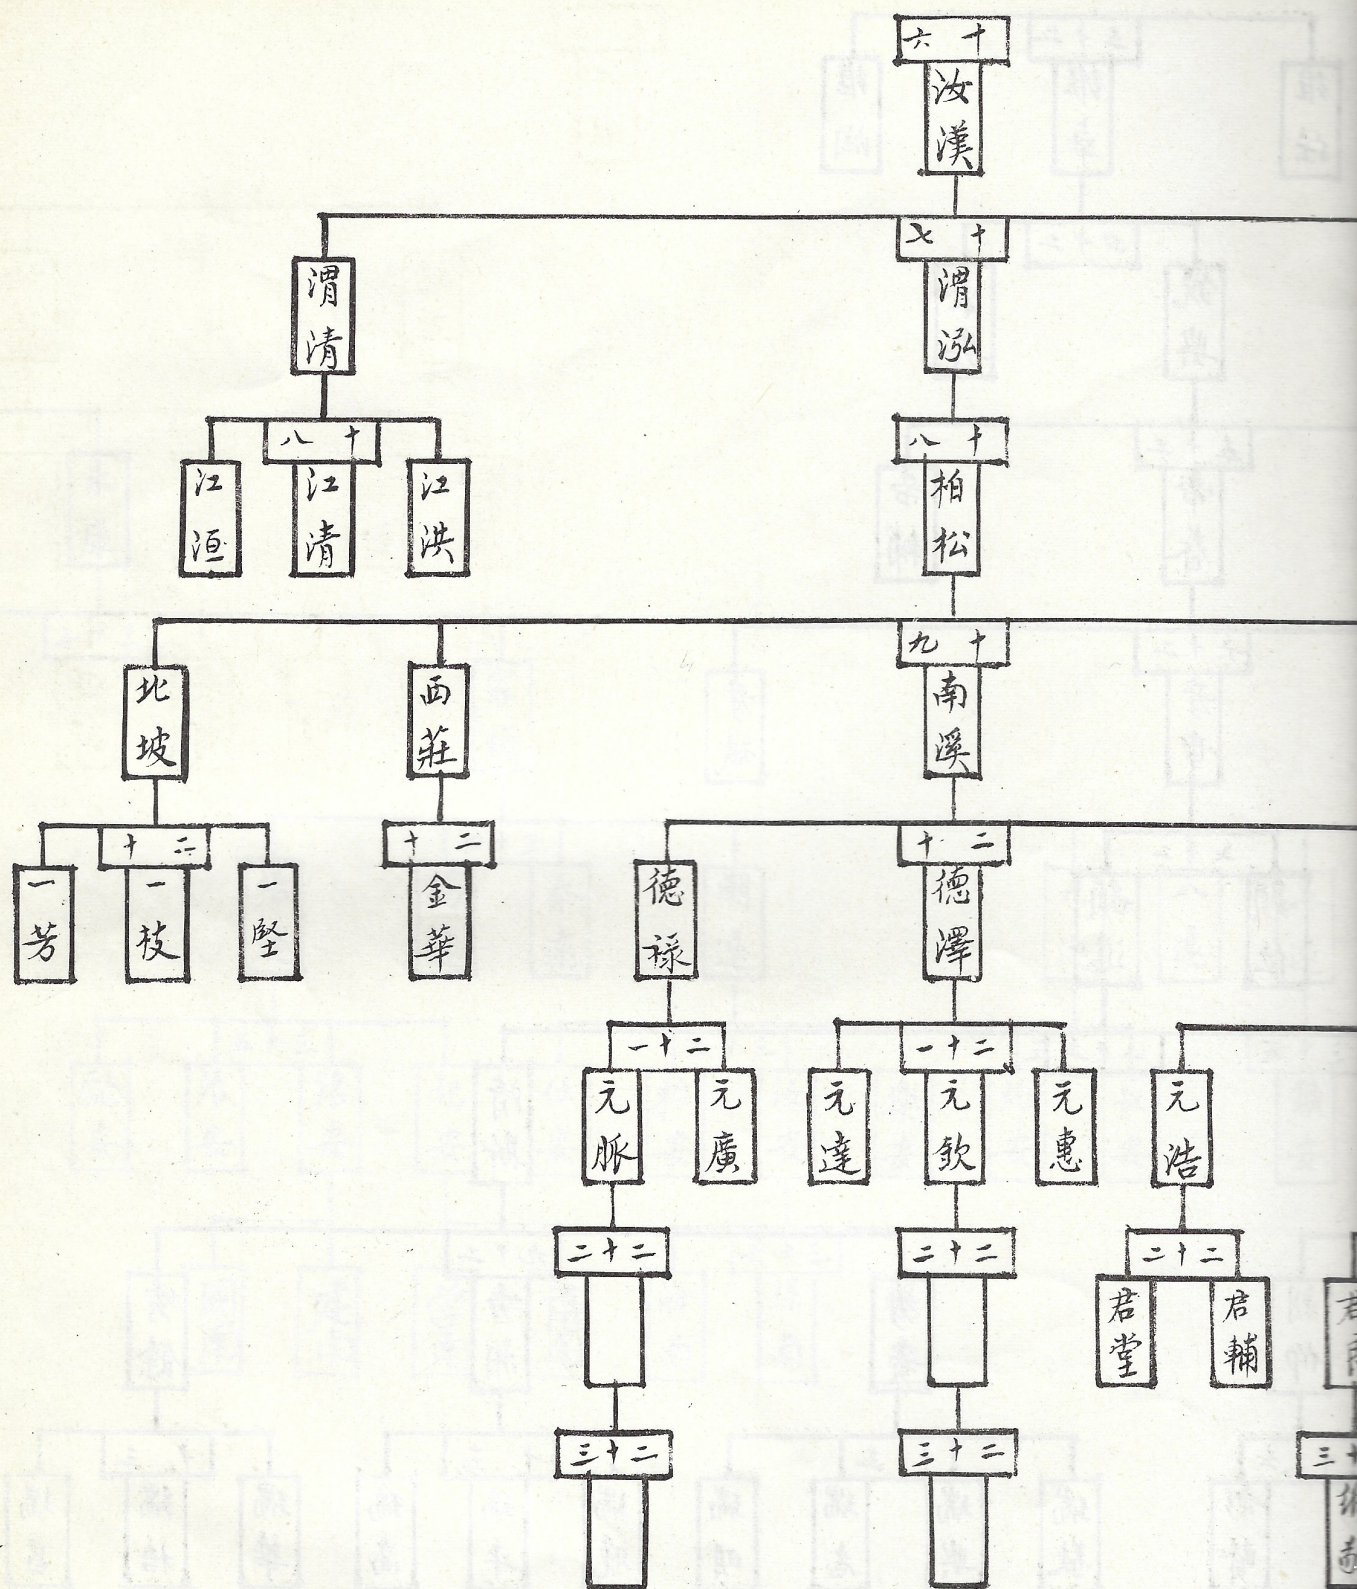 十六
汝漢
十七
渭泓
渭清
十八
柏松
十八
江洪
江清
江洹
十九
南溪
西莊
北坡
二十
德澤
德禄
二十
金華
二十
一堅
一枝
一芳
元浩
二十一
元惠
元欽
元達
二十一
元廣
元脈
二十二
君輔
君堂
二十二
二十二
二十三
二十三